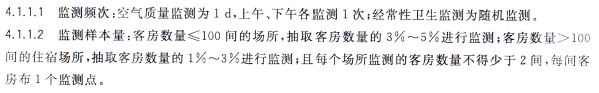 4.1.1.1 监测频次:空气质量监测为 1 d,上午、下午各监测 1 次;经常性卫生监测为随机监测。
4.1.1.2 监测样本量:客房数量≤100 间的场所,抽取客房数量的 3%~5%进行监测;客房数量>100
间的住宿场所,抽取客房数量的 1%~3%进行监测;且每个场所监测的客房数量不得少于 2 间,每间客
房布 1 个监测点。